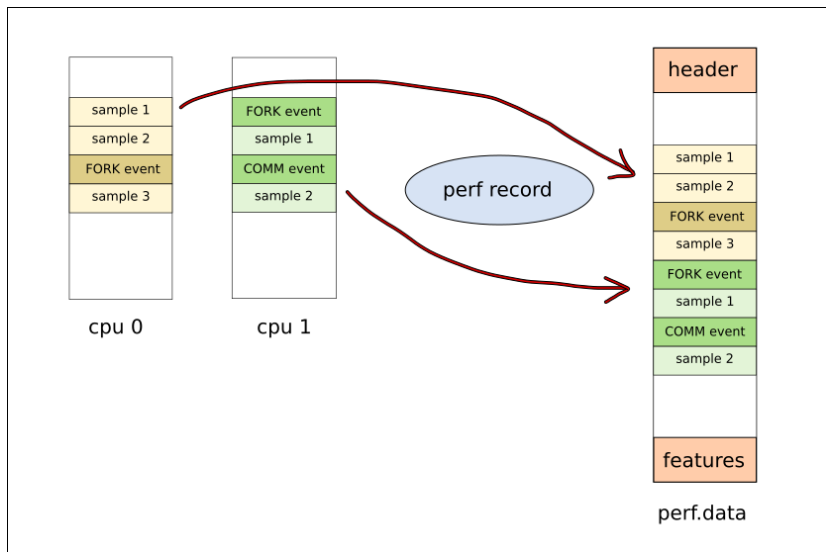 sample 1
sample 2
FORK event
sample 3
cpu 0
FORK event
sample 1
COMM event
sample 2
cpu 1
perf record
header
sample 1
sample 2
FORK event
sample 3
FORK event
sample 1
COMM event
sample 2
features
perf.data